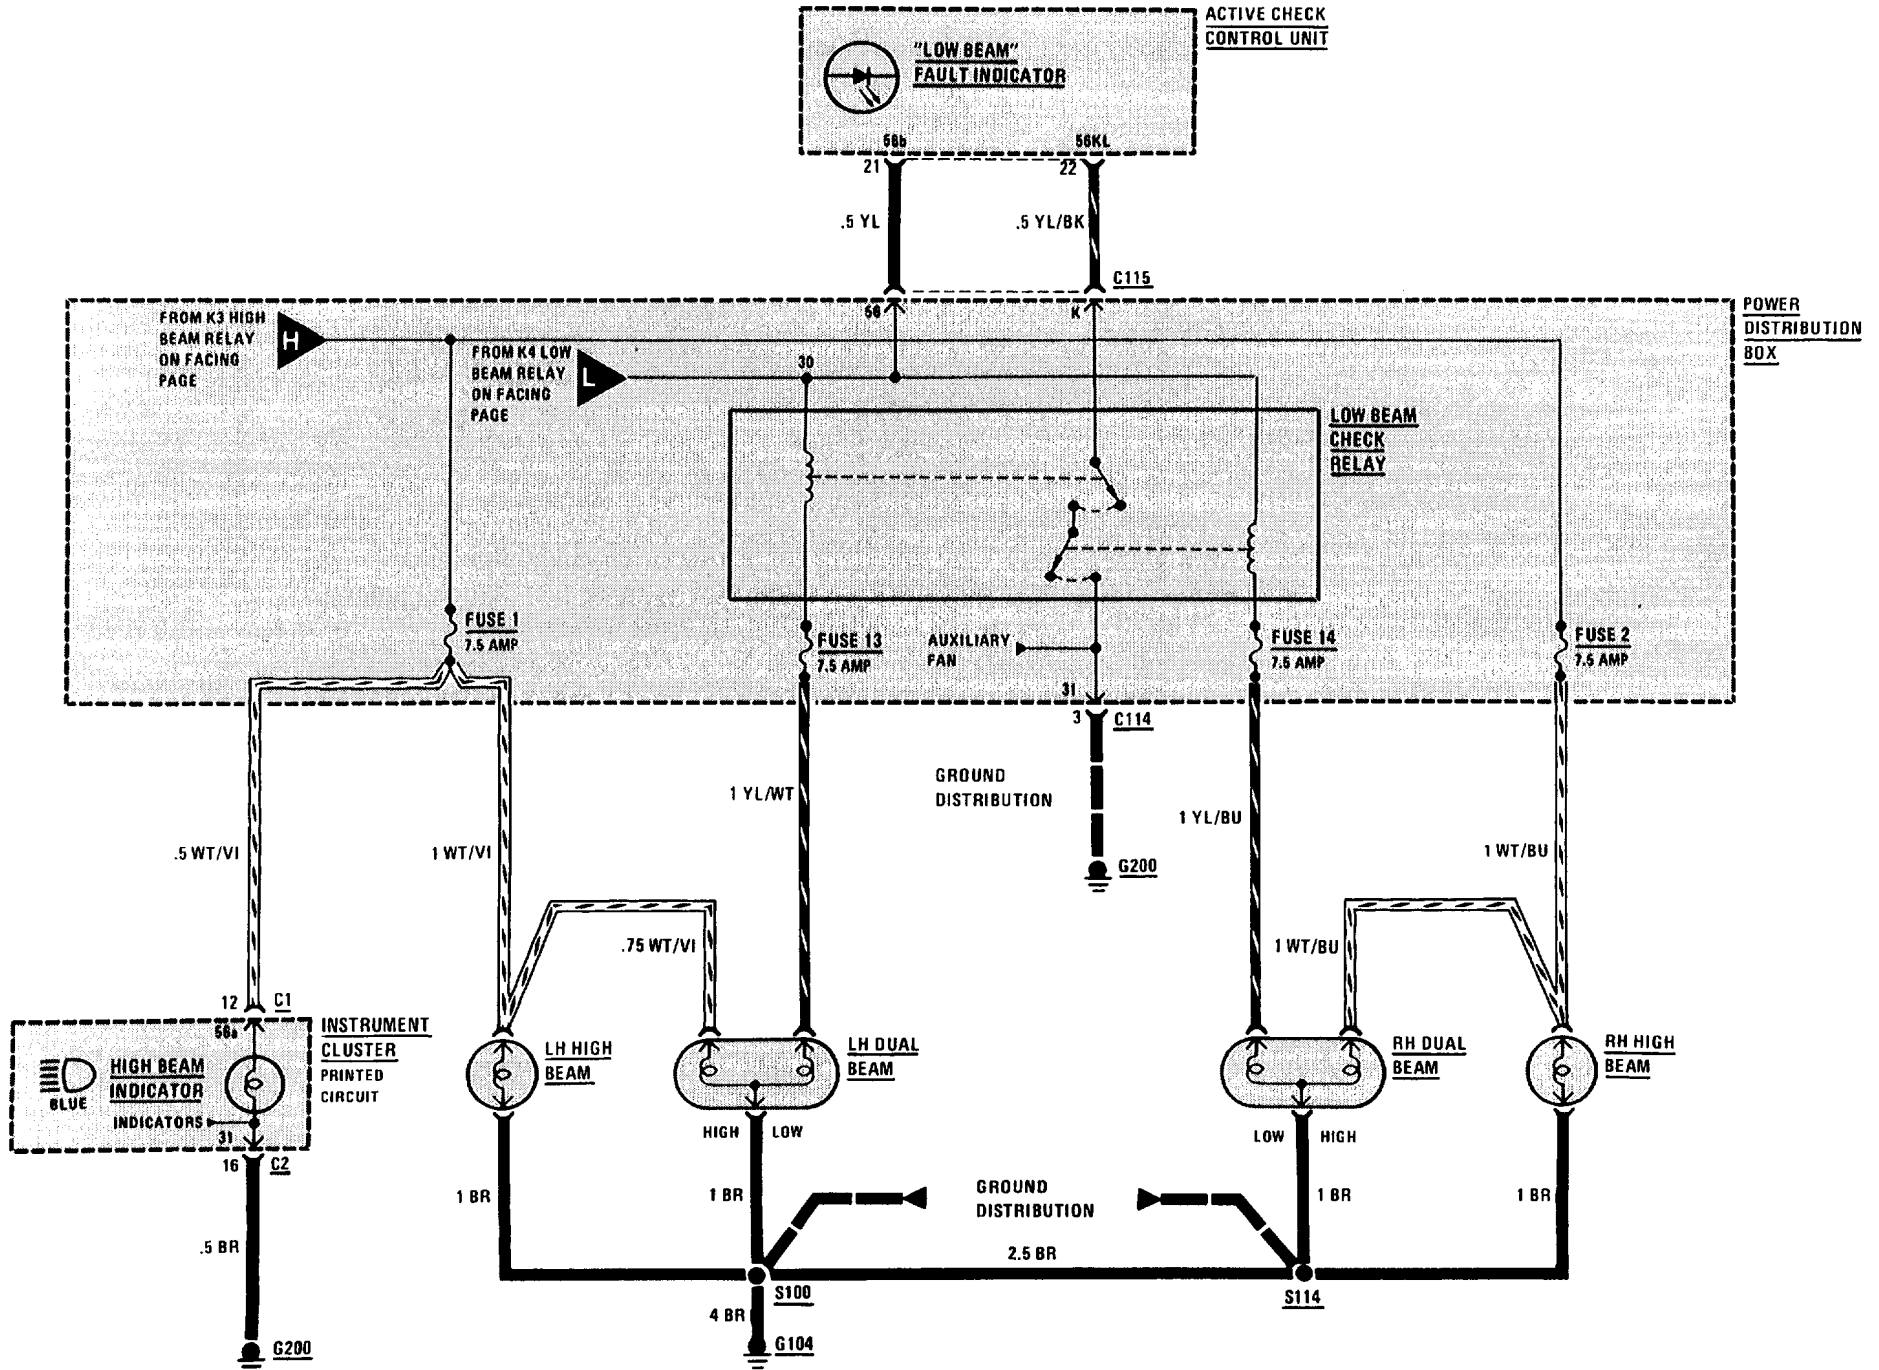 ACTIVE CHECK
CONTROL UNIT
"LOW BEAM"
FAULT INDICATOR
56b
56KL
21
22
.5 YL
.5 YL/BK
C115
56
K
POWER
DISTRIBUTION
BOX
FROM K3 HIGH
BEAM RELAY
ON FACING
PAGE
H
FROM K4 LOW
BEAM RELAY
ON FACING
PAGE
L
30
LOW BEAM
CHECK
RELAY
FUSE 1
7.5 AMP
FUSE 13
7.5 AMP
AUXILIARY
FAN
FUSE 14
7.5 AMP
FUSE 2
7.5 AMP
31
3
C114
GROUND
DISTRIBUTION
G200
.5 WT/VI
1 WT/VI
1 YL/WT
1 YL/BU
1 WT/BU
.75 WT/VI
1 WT/BU
12
C1
56a
INSTRUMENT
CLUSTER
PRINTED
CIRCUIT
HIGH BEAM
INDICATOR
BLUE
INDICATORS
31
16
C2
LH HIGH
BEAM
LH DUAL
BEAM
RH DUAL
BEAM
RH HIGH
BEAM
HIGH
LOW
LOW
HIGH
.5 BR
1 BR
1 BR
GROUND
DISTRIBUTION
1 BR
1 BR
2.5 BR
S100
S114
4 BR
G200
G104